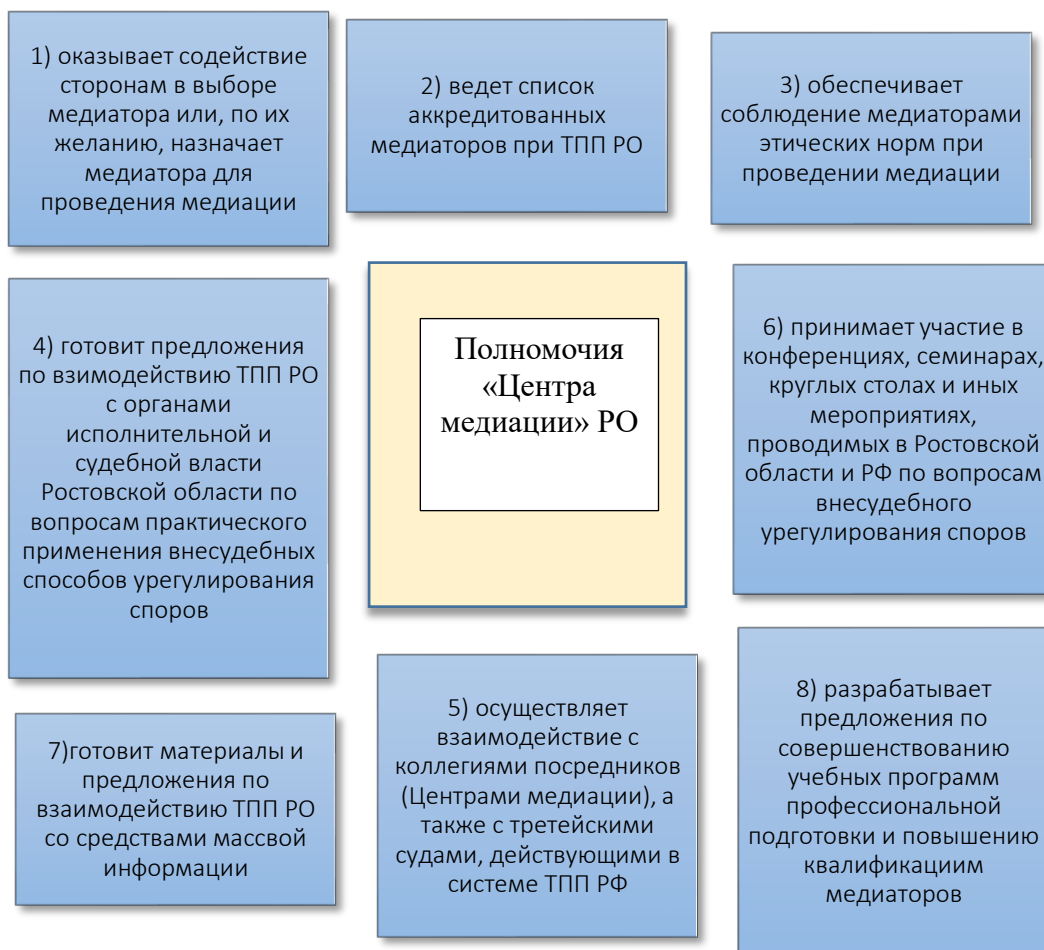 1) оказывает содействие
сторонам в выборе
медиатора или, по их
желанию, назначает
медиатора для
проведения медиации
2) ведет список
аккредитованных
медиаторов при ТПП РО
3) обеспечивает
соблюдение медиаторами
этических норм при
проведении медиации
4) готовит предложения
по взимодействию ТПП РО
с органами
исполнительной и
судебной власти
Ростовской области по
вопросам практического
применения внесудебных
способов урегулирования
споров
Полномочия
«Центра
медиации» РО
6) принимает участие в
конференциях, семинарах,
круглых столах и иных
мероприятиях,
проводимых в Ростовской
области и РФ по вопросам
внесудебного
урегулирования споров
7)готовит материалы и
предложения по
взаимодействию ТПП РО
со средствами массвой
информации
5) осуществляет
взаимодействие с
коллегиями посредников
(Центрами медиации), а
также с третейскими
судами, действующими в
системе ТПП РФ
8) разрабатывает
предложения по
совершенствованию
учебных программ
профессиональной
подготовки и повышению
квалификациим
медиаторов